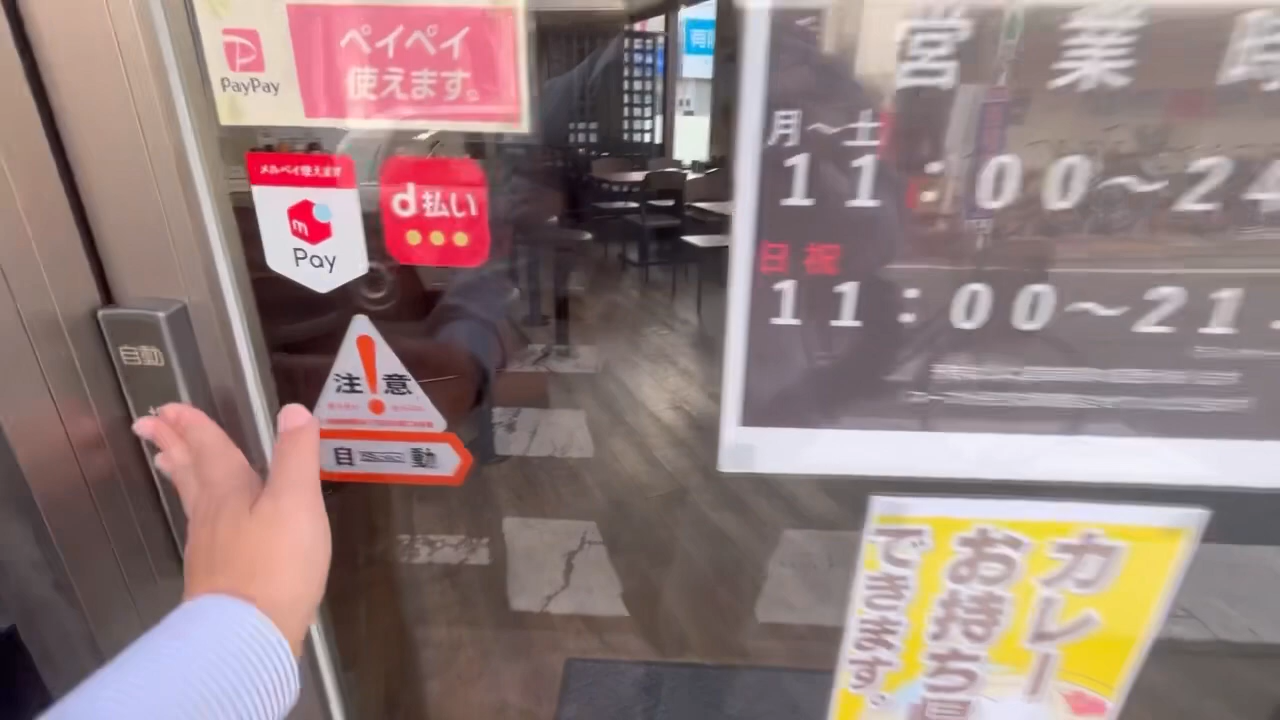 ペイペイ
使えます。
PayPay
メルペイ使えます
Pay
d払い
自動
注意
自動
営業時
月～土
11:00～24
日祝
11:00～21
カレー
お持ち
できます。